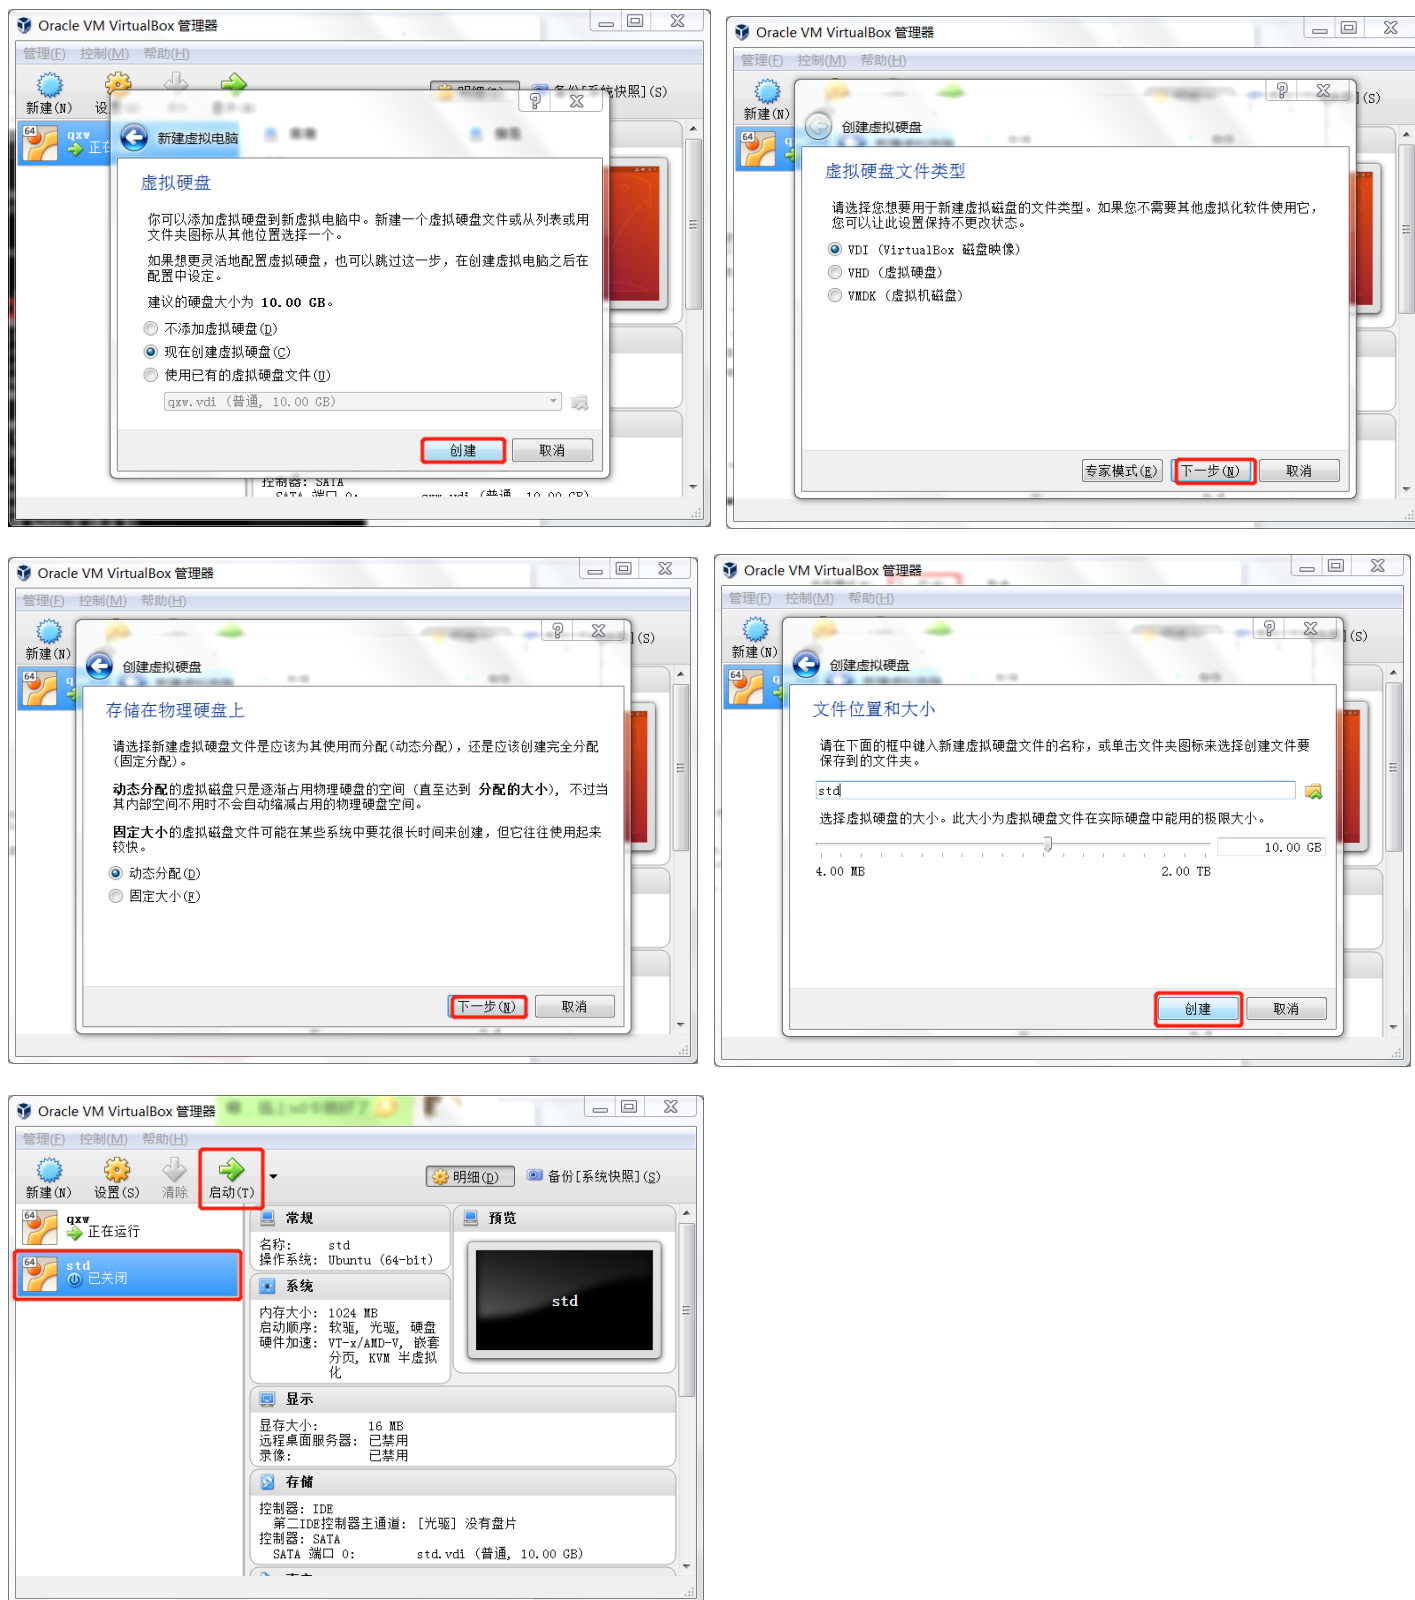 Oracle VM VirtualBox 管理器
管理(F) 控制(M) 帮助(H)
新建(N)
64
qxw
新建虚拟电脑
虚拟硬盘
你可以添加虚拟硬盘到新虚拟电脑中。新建一个虚拟硬盘文件或从列表或用
文件夹图标从其他位置选择一个。
如果想更灵活地配置虚拟硬盘，也可以跳过这一步，在创建虚拟电脑之后在
配置中设定。
建议的硬盘大小为 10.00 GB。
不添加虚拟硬盘(D)
现在创建虚拟硬盘(C)
使用已有的虚拟硬盘文件(U)
qxw.vdi (普通, 10.00 GB)
创建 取消
控制器: SATA
SATA 端口 0: qxw.vdi (普通, 10.00 GB)
Oracle VM VirtualBox 管理器
管理(F) 控制(M) 帮助(H)
新建(N)
(S)
64
创建虚拟硬盘
虚拟硬盘文件类型
请选择您想要用于新建虚拟磁盘的文件类型。如果您不需要其他虚拟化软件使用它，
您可以让此设置保持不更改状态。
VDI (VirtualBox 磁盘映像)
VHD (虚拟硬盘)
VMDK (虚拟机磁盘)
专家模式(E) 下一步(N) 取消
Oracle VM VirtualBox 管理器
管理(F) 控制(M) 帮助(H)
新建(N)
(S)
64
创建虚拟硬盘
存储在物理硬盘上
请选择新建虚拟硬盘文件是应该为其使用而分配(动态分配)，还是应该创建完全分配
(固定分配)。
动态分配的虚拟磁盘只是逐渐占用物理硬盘的空间 (直至达到 分配的大小)，不过当
其内部空间不用时不会自动缩减占用的物理硬盘空间。
固定大小的虚拟磁盘文件可能在某些系统中要花很长时间来创建，但它往往使用起来
较快。
动态分配(D)
固定大小(F)
下一步(N) 取消
Oracle VM VirtualBox 管理器
管理(F) 控制(M) 帮助(H)
新建(N)
(S)
64
创建虚拟硬盘
文件位置和大小
请在下面的框中键入新建虚拟硬盘文件的名称，或单击文件夹图标来选择创建文件要
保存到的文件夹。
std
选择虚拟硬盘的大小。此大小为虚拟硬盘文件在实际硬盘中能用的极限大小。
10.00 GB
4.00 MB 2.00 TB
创建 取消
Oracle VM VirtualBox 管理器
管理(F) 控制(M) 帮助(H)
新建(N) 设置(S) 清除 启动(T) 明细(D) 备份[系统快照](S)
64
qxw
正在运行
64
std
已关闭
常规
名称: std
操作系统: Ubuntu (64-bit)
预览
std
系统
内存大小: 1024 MB
启动顺序: 软驱, 光驱, 硬盘
硬件加速: VT-x/AMD-V, 嵌套
分页, KVM 半虚拟
化
显示
显存大小: 16 MB
远程桌面服务器: 已禁用
录像: 已禁用
存储
控制器: IDE
第二IDE控制器主通道: [光驱] 没有盘片
控制器: SATA
SATA 端口 0: std.vdi (普通, 10.00 GB)